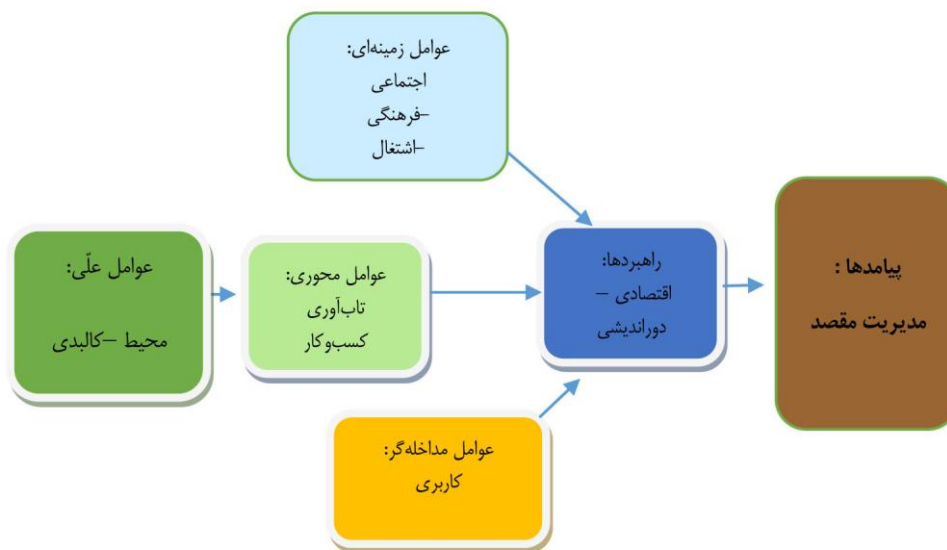 عوامل زمینه‌ای:
اجتماعی
–فرهنگی
–اشتغال
عوامل علّی:
محیط –کالبدی
عوامل محوری:
تاب‌آوری
کسب‌وکار
راهبردها:
اقتصادی –
دوراندیشی
پیامدها :
مدیریت مقصد
عوامل مداخله‌گر:
کاربری